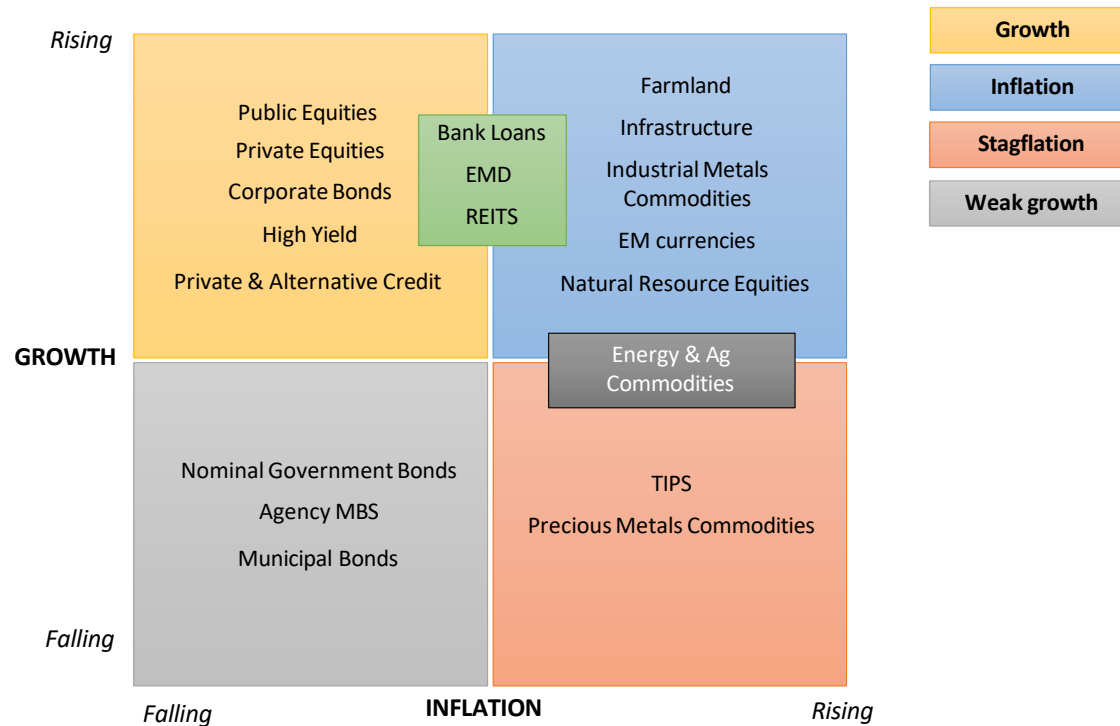 Rising
Public Equities
Private Equities
Corporate Bonds
High Yield
Private & Alternative Credit
Bank Loans
EMD
REITS
Farmland
Infrastructure
Industrial Metals
Commodities
EM currencies
Natural Resource Equities
Growth
Inflation
Stagflation
Weak growth
GROWTH
Energy & Ag
Commodities
Nominal Government Bonds
Agency MBS
Municipal Bonds
TIPS
Precious Metals Commodities
Falling
Falling
INFLATION
Rising